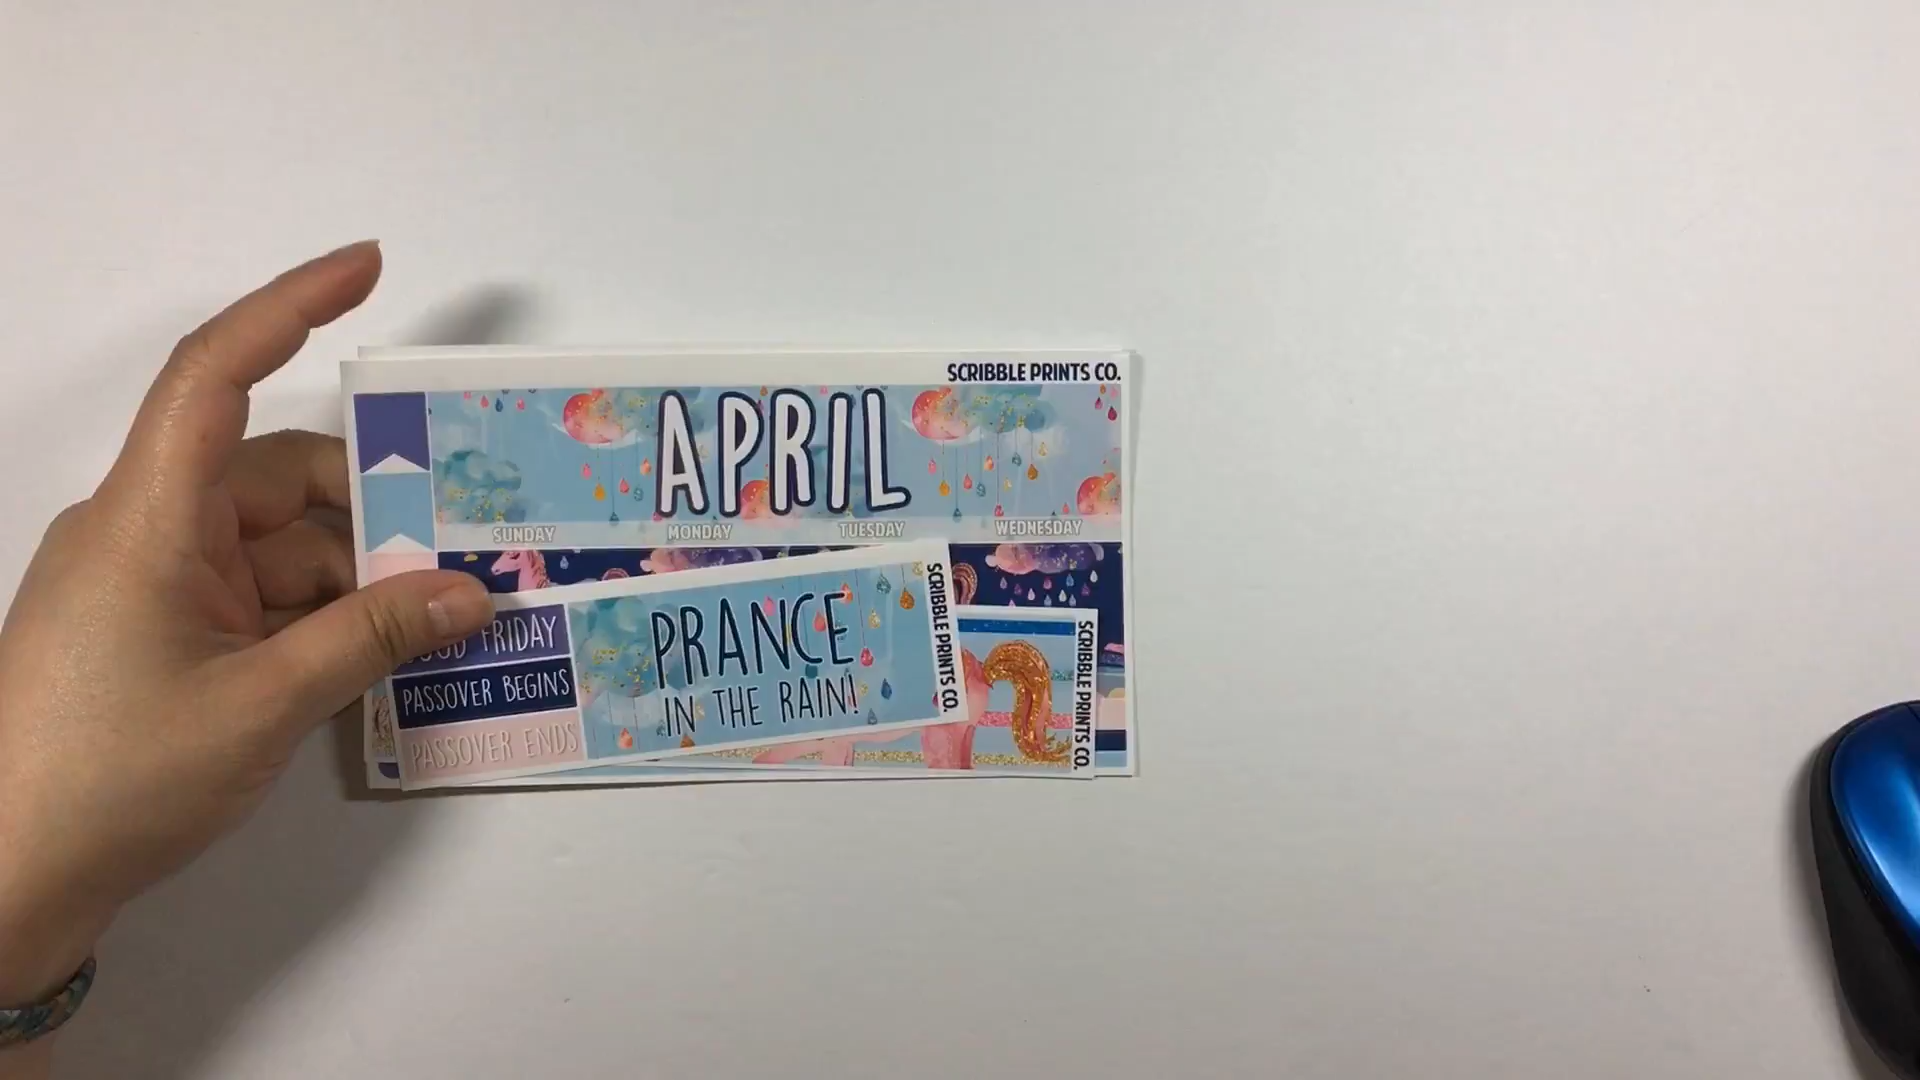 SCRIBBLE PRINTS CO.
APRIL
SUNDAY MONDAY TUESDAY WEDNESDAY
GOOD FRIDAY
PASSOVER BEGINS
PASSOVER ENDS
PRANCE
IN THE RAIN!
SCRIBBLE PRINTS CO.
SCRIBBLE PRINTS CO.